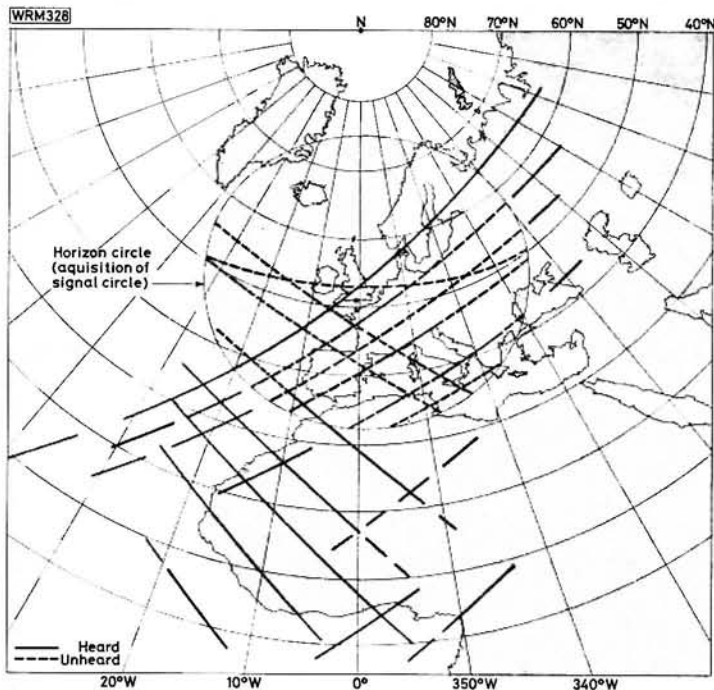 WRM328
N 80°N 70°N 60°N 50°N 40°N
Horizon circle
(aquisition of
signal circle)
Heard
Unheard
20°W 10°W 0° 350°W 340°W